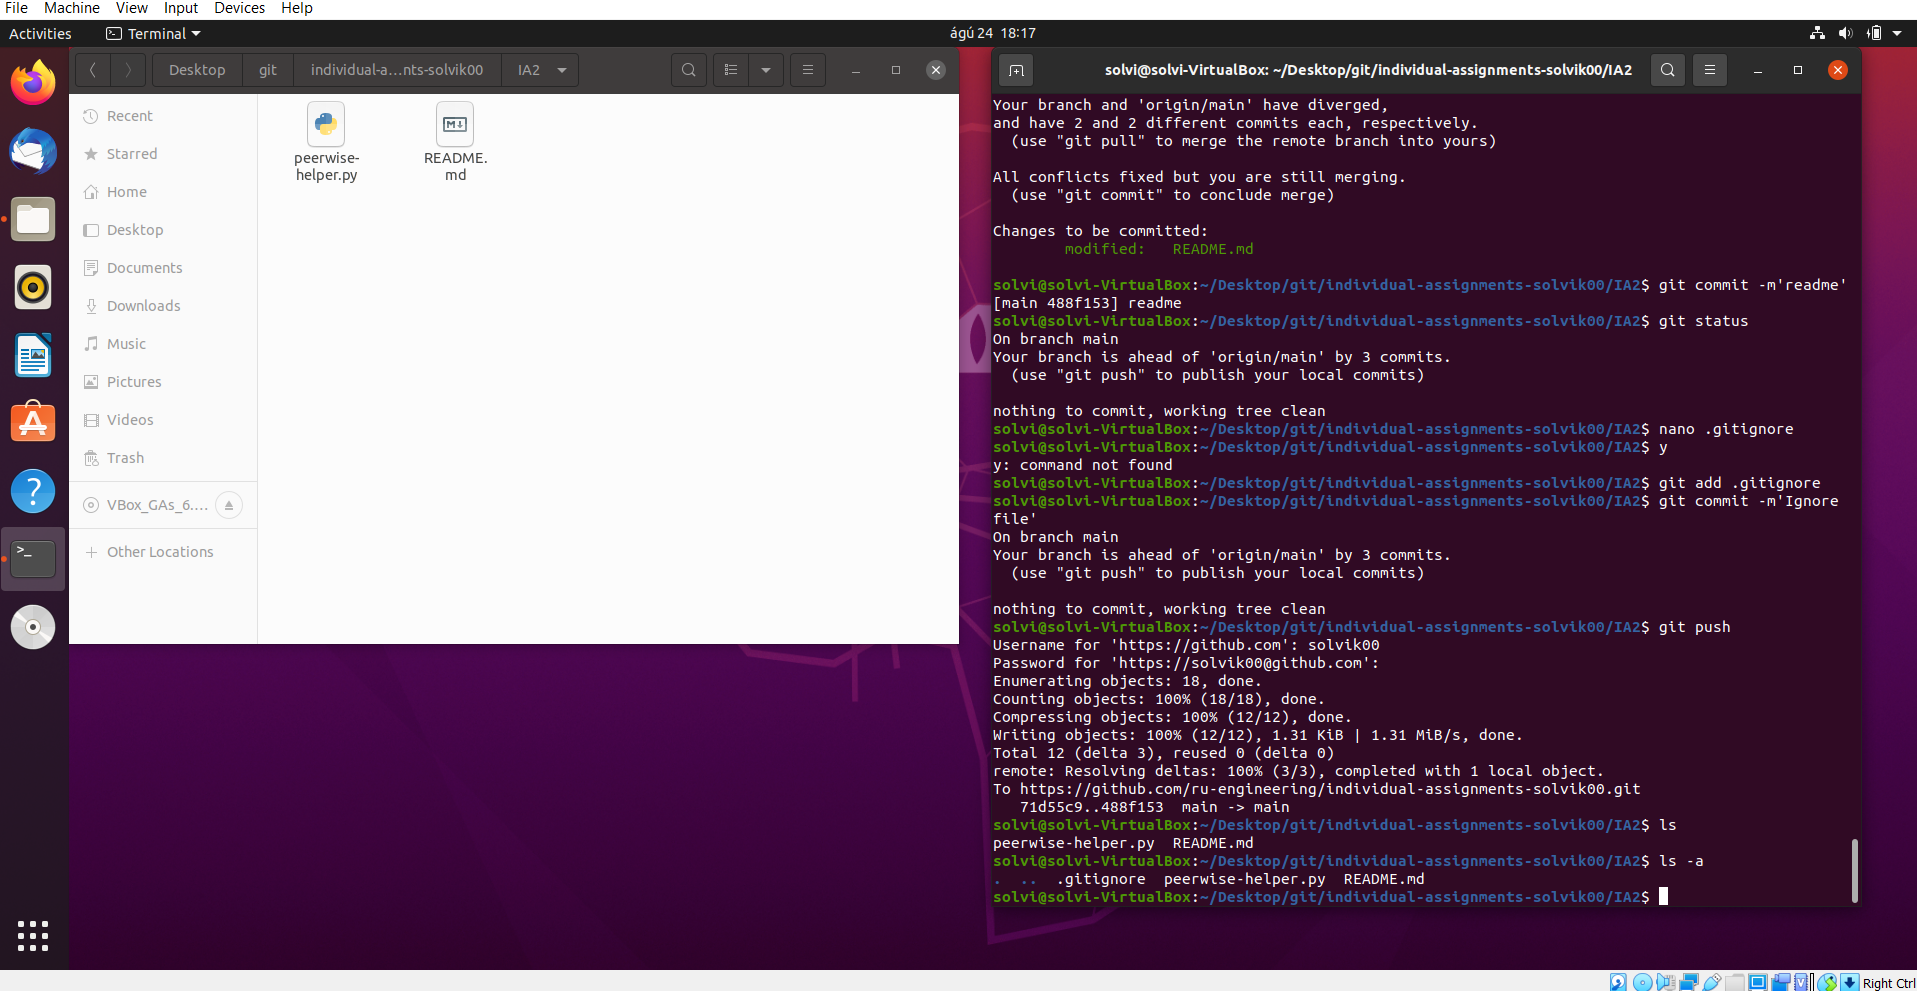 File Machine View Input Devices Help
Activities Terminal ágú 24 18:17
Desktop git individual-a...nts-solvik00 IA2
Recent
Starred
Home
Desktop
Documents
Downloads
Music
Pictures
Videos
Trash
VBox_GAs_6....
Other Locations
peerwise-
helper.py
README.
md
solvi@solvi-VirtualBox: ~/Desktop/git/individual-assignments-solvik00/IA2
Your branch and 'origin/main' have diverged,
and have 2 and 2 different commits each, respectively.
(use "git pull" to merge the remote branch into yours)
All conflicts fixed but you are still merging.
(use "git commit" to conclude merge)
Changes to be committed:
modified: README.md
solvi@solvi-VirtualBox:~/Desktop/git/individual-assignments-solvik00/IA2$ git commit -m'readme'
[main 488f153] readme
solvi@solvi-VirtualBox:~/Desktop/git/individual-assignments-solvik00/IA2$ git status
On branch main
Your branch is ahead of 'origin/main' by 3 commits.
(use "git push" to publish your local commits)
nothing to commit, working tree clean
solvi@solvi-VirtualBox:~/Desktop/git/individual-assignments-solvik00/IA2$ nano .gitignore
solvi@solvi-VirtualBox:~/Desktop/git/individual-assignments-solvik00/IA2$ y
y: command not found
solvi@solvi-VirtualBox:~/Desktop/git/individual-assignments-solvik00/IA2$ git add .gitignore
solvi@solvi-VirtualBox:~/Desktop/git/individual-assignments-solvik00/IA2$ git commit -m'Ignore
file'
On branch main
Your branch is ahead of 'origin/main' by 3 commits.
(use "git push" to publish your local commits)
nothing to commit, working tree clean
solvi@solvi-VirtualBox:~/Desktop/git/individual-assignments-solvik00/IA2$ git push
Username for 'https://github.com': solvik00
Password for 'https://solvik00@github.com':
Enumerating objects: 18, done.
Counting objects: 100% (18/18), done.
Compressing objects: 100% (12/12), done.
Writing objects: 100% (12/12), 1.31 KiB | 1.31 MiB/s, done.
Total 12 (delta 3), reused 0 (delta 0)
remote: Resolving deltas: 100% (3/3), completed with 1 local object.
To https://github.com/ru-engineering/individual-assignments-solvik00.git
71d55c9..488f153 main -> main
solvi@solvi-VirtualBox:~/Desktop/git/individual-assignments-solvik00/IA2$ ls
peerwise-helper.py README.md
solvi@solvi-VirtualBox:~/Desktop/git/individual-assignments-solvik00/IA2$ ls -a
. .. .gitignore peerwise-helper.py README.md
solvi@solvi-VirtualBox:~/Desktop/git/individual-assignments-solvik00/IA2$
Right Ctrl